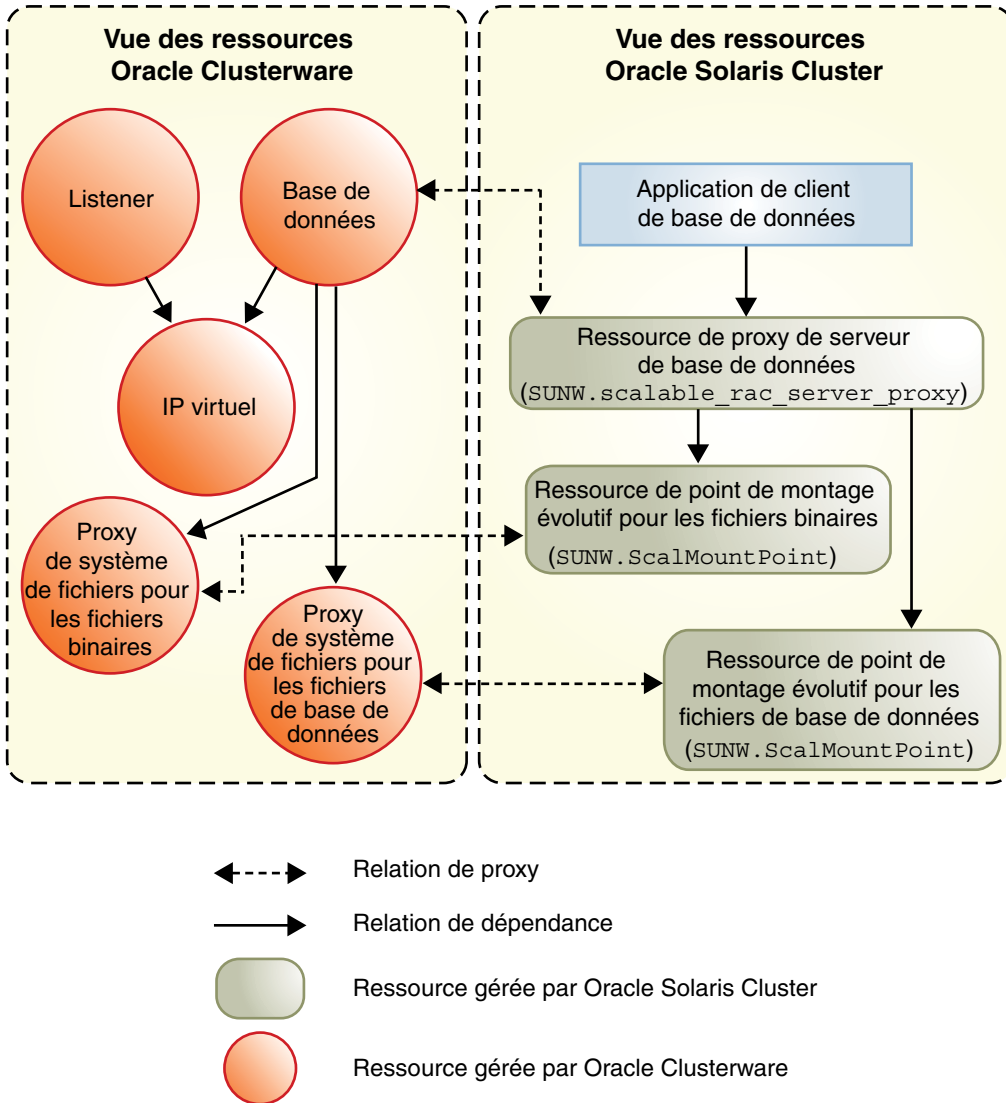 Vue des ressources
Oracle Clusterware
Listener
Base de
données
IP virtuel
Proxy
de système
de fichiers pour
les fichiers
binaires
Proxy
de système
de fichiers pour
les fichiers
de base de
données
Vue des ressources
Oracle Solaris Cluster
Application de client
de base de données
Ressource de proxy de serveur
de base de données
(SUNW.scalable_rac_server_proxy)
Ressource de point de montage
évolutif pour les fichiers binaires
(SUNW.ScalMountPoint)
Ressource de point de
montage évolutif pour les
fichiers de base de données
(SUNW.ScalMountPoint)
Relation de proxy
Relation de dépendance
Ressource gérée par Oracle Solaris Cluster
Ressource gérée par Oracle Clusterware